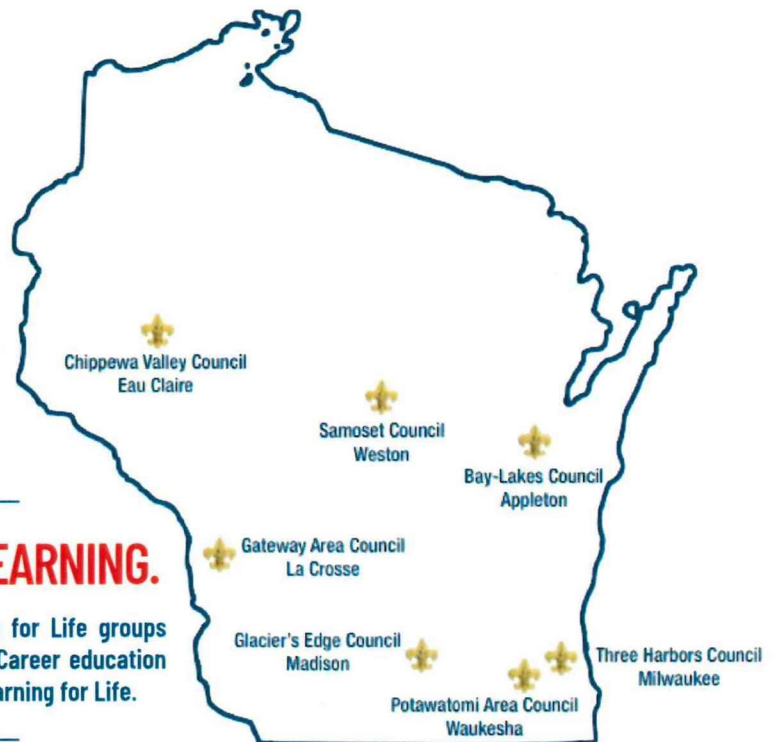 Chippewa Valley Council
Eau Claire
Samoset Council
Weston
Bay-Lakes Council
Appleton
EARNING.
for Life groups
Career education
arning for Life.
Gateway Area Council
La Crosse
Glacier's Edge Council
Madison
Three Harbors Council
Milwaukee
Potawatomi Area Council
Waukesha